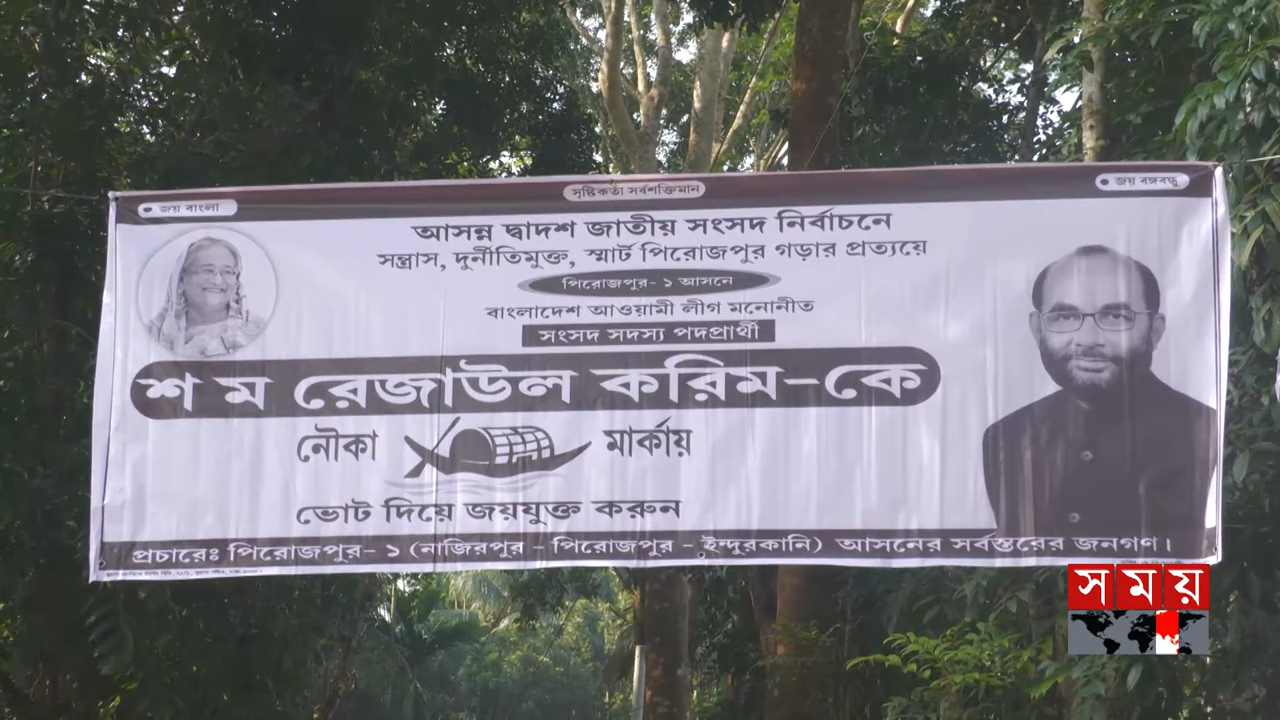 সৃষ্টিকর্তা সর্বশক্তিমান
জয় বাংলা
জয় বঙ্গবন্ধু
আসন্ন দ্বাদশ জাতীয় সংসদ নির্বাচনে
সন্ত্রাস, দুর্নীতিমুক্ত, স্মার্ট পিরোজপুর গড়ার প্রত্যয়ে
পিরোজপুর- ১ আসনে
বাংলাদেশ আওয়ামী লীগ মনোনীত
সংসদ সদস্য পদপ্রার্থী
শ ম রেজাউল করিম-কে
নৌকা মার্কায়
ভোট দিয়ে জয়যুক্ত করুন
প্রচারেঃ পিরোজপুর- ১ (নাজিরপুর - পিরোজপুর - ইন্দুরকানি) আসনের সর্বস্তরের জনগণ।
সময়